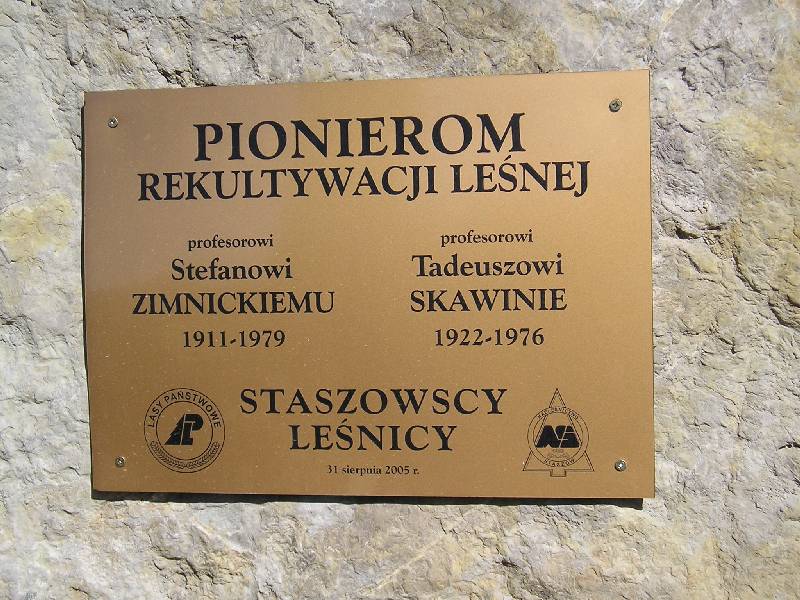 PIONIEROM
REKULTYWACJI LEŚNEJ
profesorowi
Stefanowi
ZIMNICKIEMU
1911-1979
profesorowi
Tadeuszowi
SKAWINIE
1922-1976
STASZOWSCY
LEŚNICY
31 sierpnia 2005 r.
LASY PAŃSTWOWE
LP